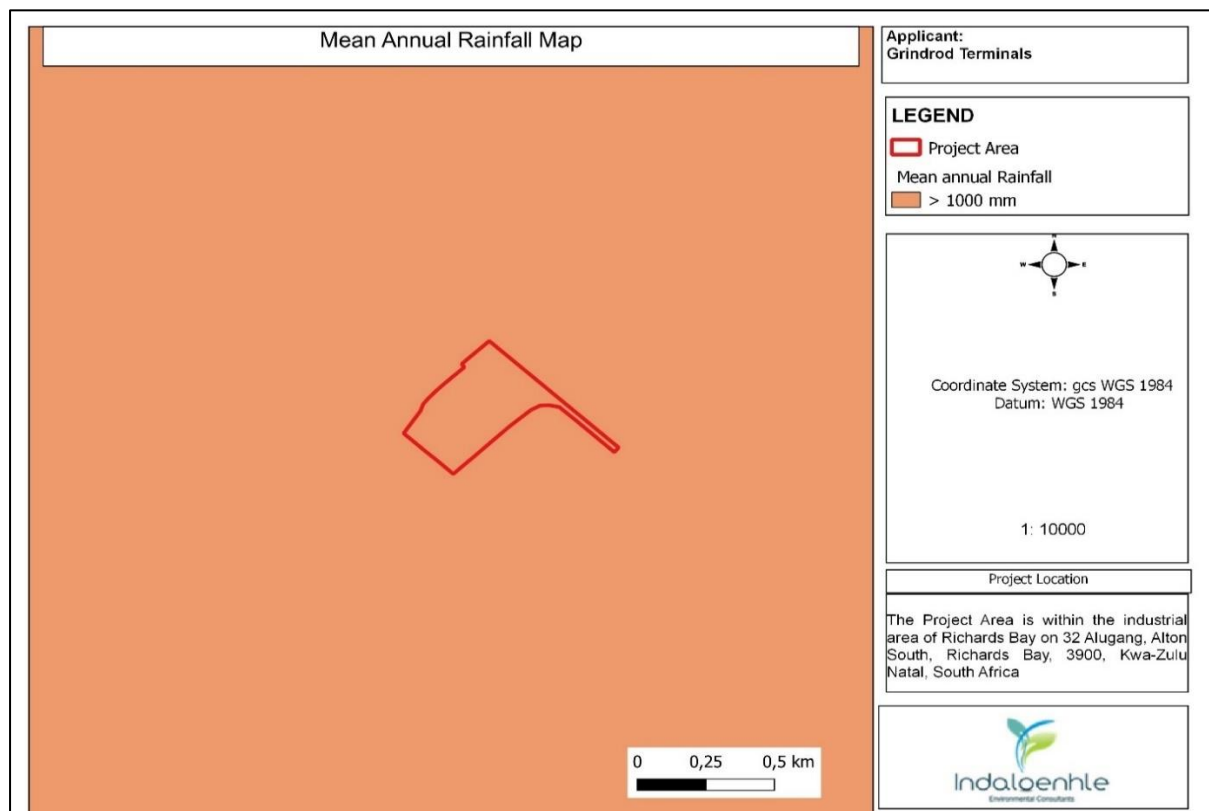 Mean Annual Rainfall Map
Applicant:
Grindrod Terminals
LEGEND
Project Area
Mean annual Rainfall
> 1000 mm
N
W E
S
Coordinate System: gcs WGS 1984
Datum: WGS 1984
1: 10000
Project Location
The Project Area is within the industrial
area of Richards Bay on 32 Alugang, Alton
South, Richards Bay, 3900, Kwa-Zulu
Natal, South Africa
0 0,25 0,5 km
Indaloenhle
Environmental Consultants